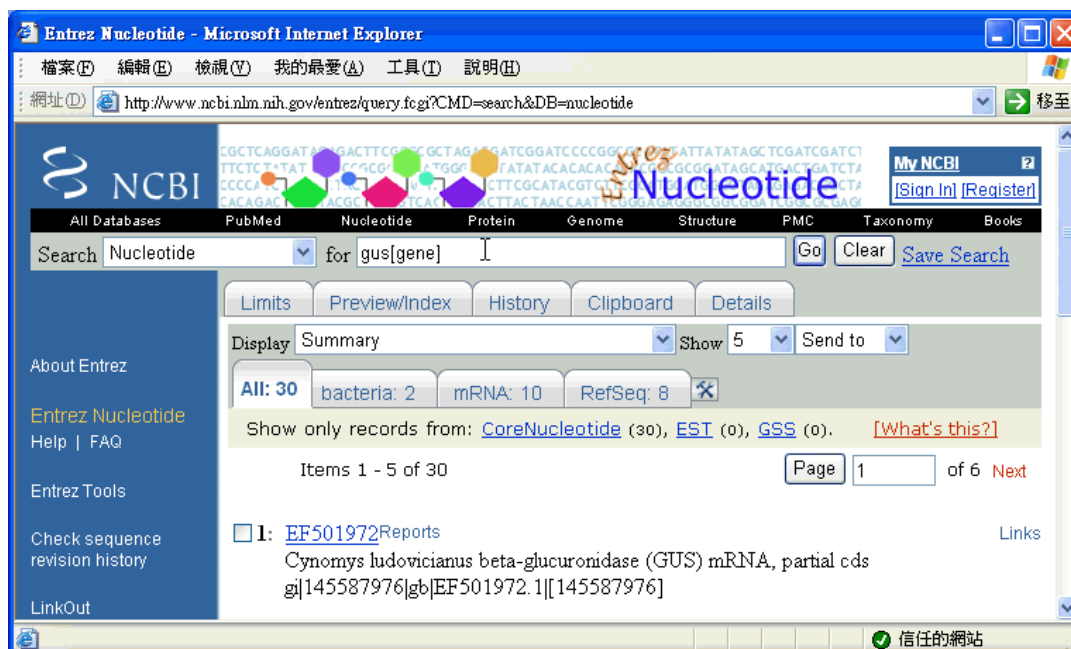 Entrez Nucleotide - Microsoft Internet Explorer
檔案(F) 編輯(E) 檢視(V) 我的最愛(A) 工具(T) 說明(H)
網址(D) http://www.ncbi.nlm.nih.gov/entrez/query.fcgi?CMD=search&DB=nucleotide 移至
NCBI Entrez Nucleotide My NCBI
[Sign In] [Register]
All Databases PubMed Nucleotide Protein Genome Structure PMC Taxonomy Books
Search Nucleotide for gus[gene] Go Clear Save Search
Limits Preview/Index History Clipboard Details
Display Summary Show 5 Send to
About Entrez
All: 30 bacteria: 2 mRNA: 10 RefSeq: 8
Entrez Nucleotide
Help | FAQ
Show only records from: CoreNucleotide (30), EST (0), GSS (0). [What's this?]
Items 1 - 5 of 30 Page 1 of 6 Next
Entrez Tools
Check sequence
revision history
1: EF501972 Reports Links
Cynomys ludovicianus beta-glucuronidase (GUS) mRNA, partial cds
gi|145587976|gb|EF501972.1|[145587976]
LinkOut
信任的網站